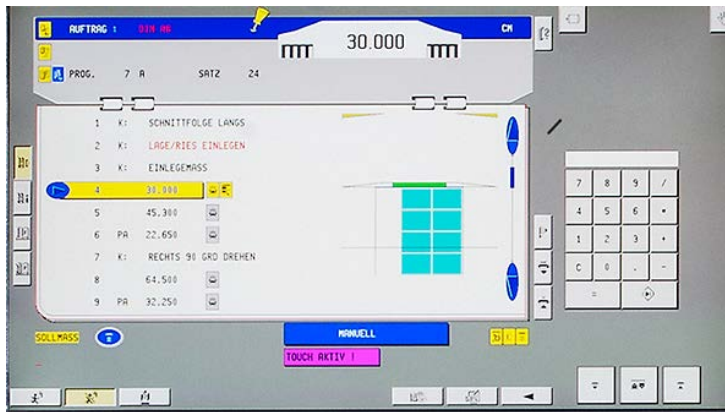 AUFTRAG : DIN A6
30.000
CM
PROG. 7 A SATZ 24
1 K: SCHNITTFOLGE LANGS
2 K: LAGE/RIES EINLEGEN
3 K: EINLEGEMASS
4 30.000
5 45.300
6 PA 22.650
7 K: RECHTS 90 GRD DREHEN
8 64.500
9 PA 32.250
7 8 9 /
4 5 6 *
1 2 3 +
C 0 . -
=
SOLLMASS
MANUELL
TOUCH AKTIV !